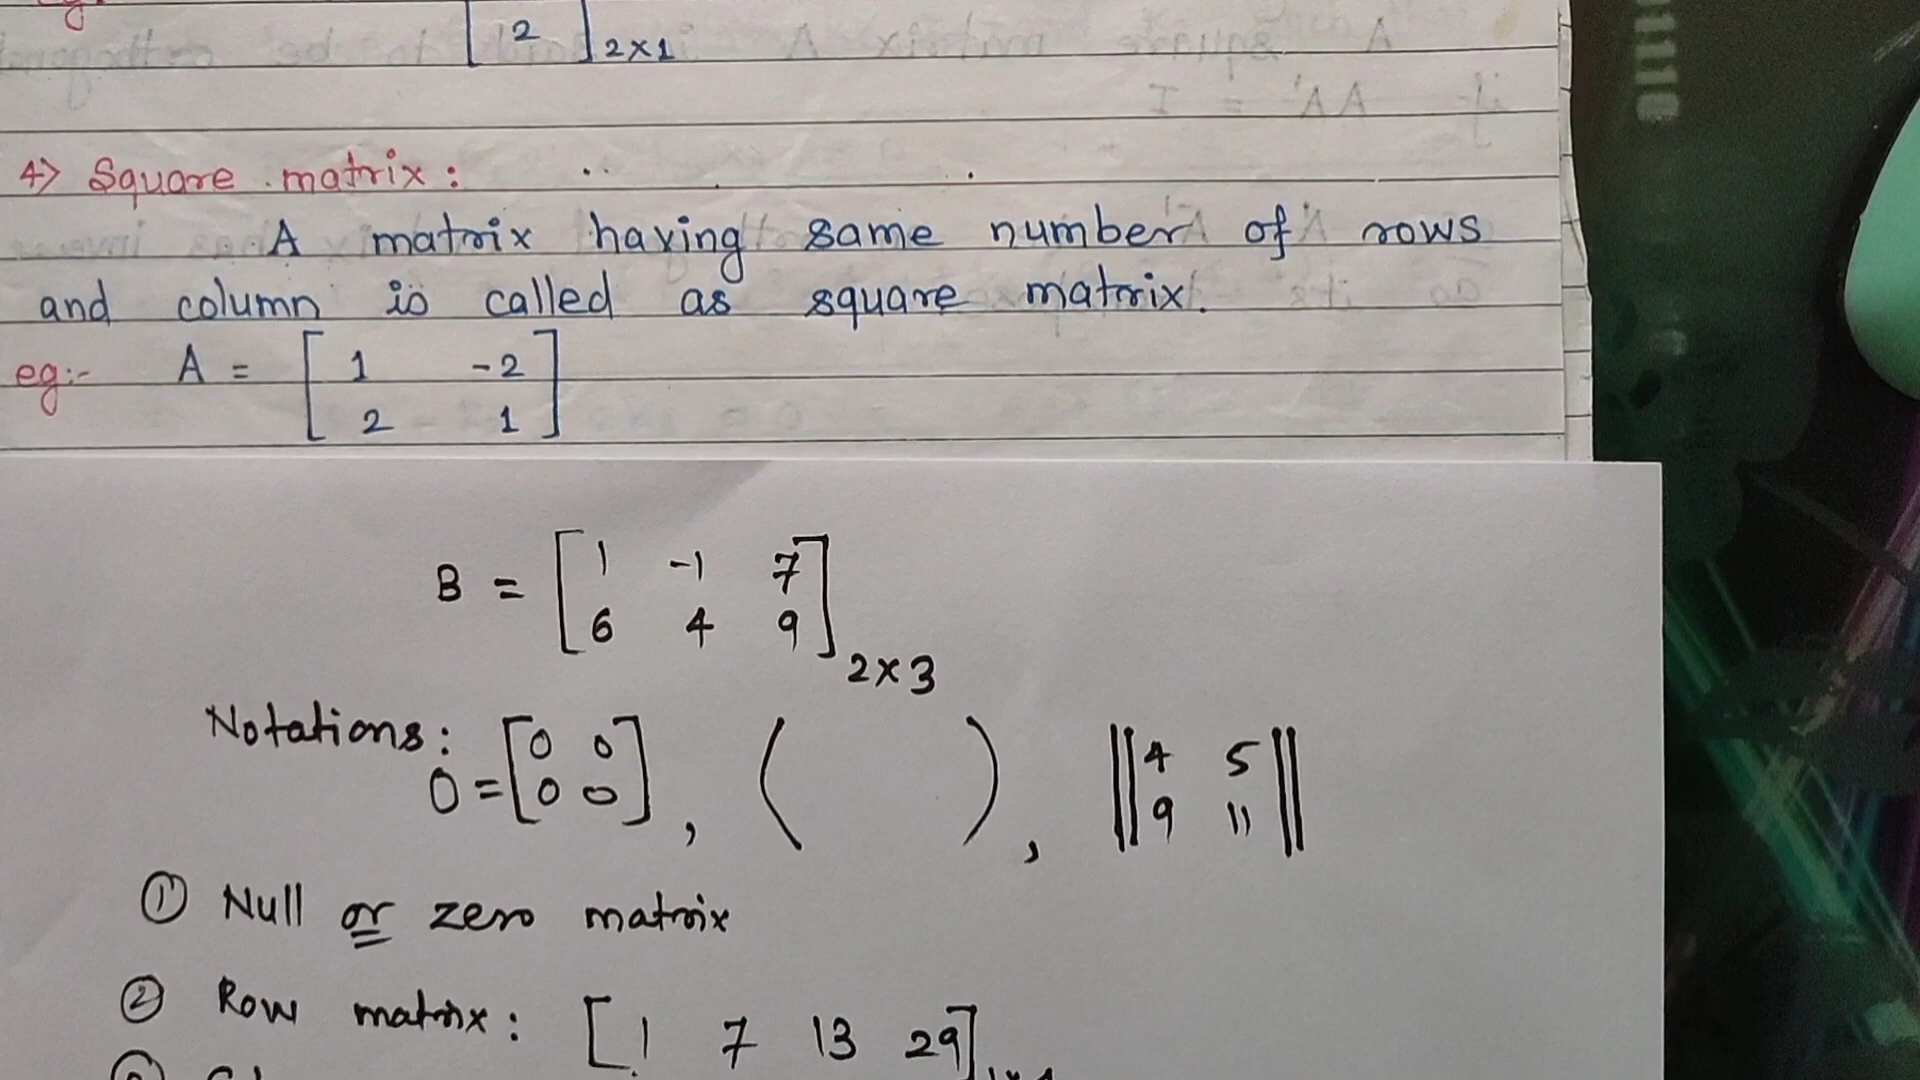 2 ]2×1
4> Square matrix:
A matrix having same number of rows
and column is called as square matrix.
eg:- A = [ 1 -2
2 1 ]
B = [ 1 -1 7
6 4 9 ]2×3
Notations:
O = [ 0 0
0 0 ] , ( ) , || 4 5
9 11 ||
① Null or zero matrix
② Row matrix: [ 1 7 13 29 ]